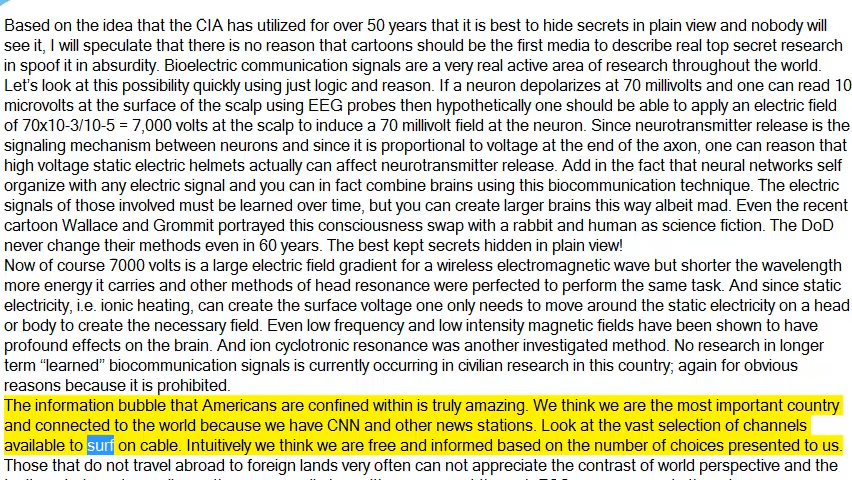 Based on the idea that the CIA has utilized for over 50 years that it is best to hide secrets in plain view and nobody will
see it, I will speculate that there is no reason that cartoons should be the first media to describe real top secret research
in spoof it in absurdity. Bioelectric communication signals are a very real active area of research throughout the world.
Let's look at this possibility quickly using just logic and reason. If a neuron depolarizes at 70 millivolts and one can read 10
microvolts at the surface of the scalp using EEG probes then hypothetically one should be able to apply an electric field
of 70x10-3/10-5 = 7,000 volts at the scalp to induce a 70 millivolt field at the neuron. Since neurotransmitter release is the
signaling mechanism between neurons and since it is proportional to voltage at the end of the axon, one can reason that
high voltage static electric helmets actually can affect neurotransmitter release. Add in the fact that neural networks self
organize with any electric signal and you can in fact combine brains using this biocommunication technique. The electric
signals of those involved must be learned over time, but you can create larger brains this way albeit mad. Even the recent
cartoon Wallace and Grommit portrayed this consciousness swap with a rabbit and human as science fiction. The DoD
never change their methods even in 60 years. The best kept secrets hidden in plain view!
Now of course 7000 volts is a large electric field gradient for a wireless electromagnetic wave but shorter the wavelength
more energy it carries and other methods of head resonance were perfected to perform the same task. And since static
electricity, i.e. ionic heating, can create the surface voltage one only needs to move around the static electricity on a head
or body to create the necessary field. Even low frequency and low intensity magnetic fields have been shown to have
profound effects on the brain. And ion cyclotronic resonance was another investigated method. No research in longer
term “learned” biocommunication signals is currently occurring in civilian research in this country; again for obvious
reasons because it is prohibited.
The information bubble that Americans are confined within is truly amazing. We think we are the most important country
and connected to the world because we have CNN and other news stations. Look at the vast selection of channels
available to surf on cable. Intuitively we think we are free and informed based on the number of choices presented to us.
Those that do not travel abroad to foreign lands very often can not appreciate the contrast of world perspective and the